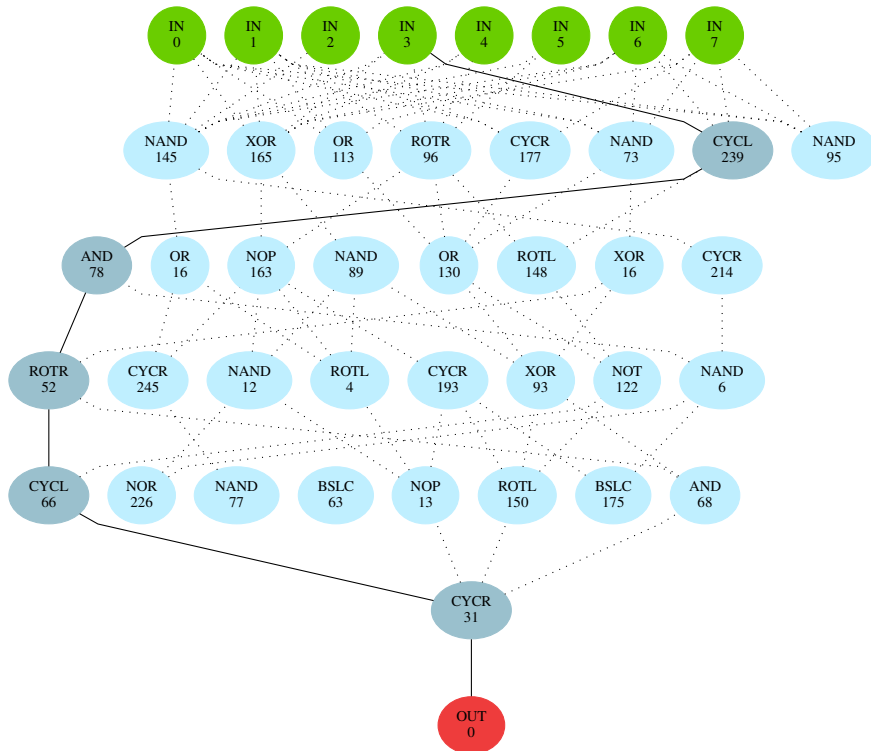 IN
0
IN
1
IN
2
IN
3
IN
4
IN
5
IN
6
IN
7
NAND
145
XOR
165
OR
113
ROTR
96
CYCR
177
NAND
73
CYCL
239
NAND
95
AND
78
OR
16
NOP
163
NAND
89
OR
130
ROTL
148
XOR
16
CYCR
214
ROTR
52
CYCR
245
NAND
12
ROTL
4
CYCR
193
XOR
93
NOT
122
NAND
6
CYCL
66
NOR
226
NAND
77
BSLC
63
NOP
13
ROTL
150
BSLC
175
AND
68
CYCR
31
OUT
0